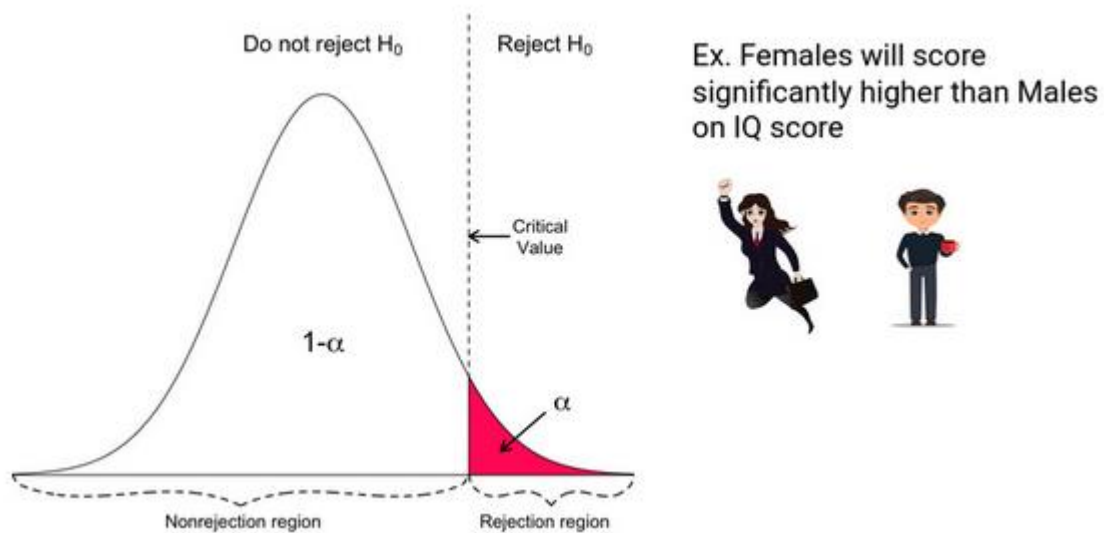 Do not reject H₀
Reject H₀
Ex. Females will score
significantly higher than Males
on IQ score
Critical
Value
1-α
α
Nonrejection region
Rejection region